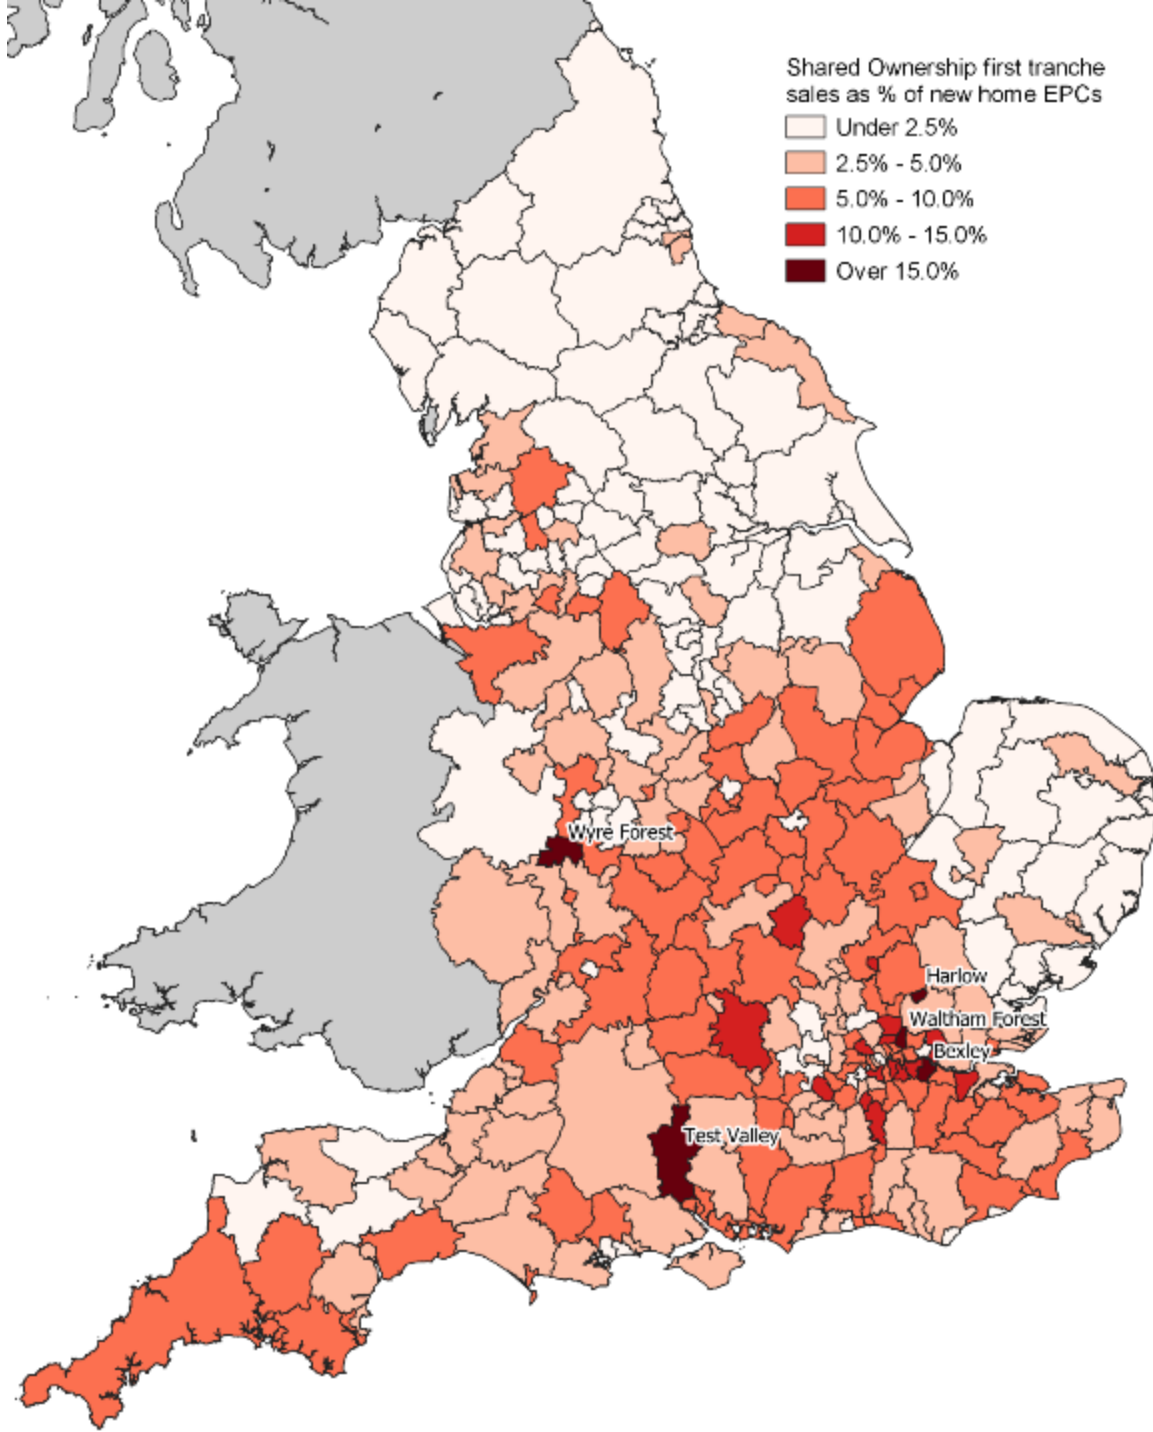 Shared Ownership first tranche
sales as % of new home EPCs
Under 2.5%
2.5% - 5.0%
5.0% - 10.0%
10.0% - 15.0%
Over 15.0%
Wyre Forest
Harlow
Waltham Forest
Bexley
Test Valley